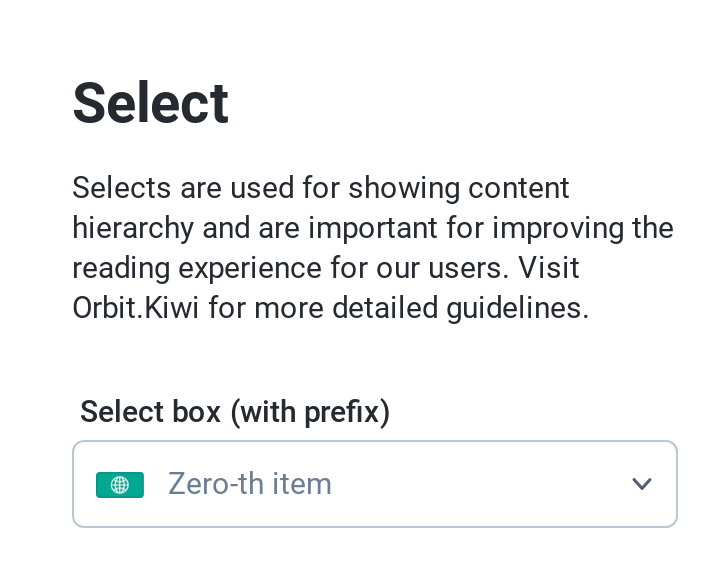 Select
Selects are used for showing content
hierarchy and are important for improving the
reading experience for our users. Visit
Orbit.Kiwi for more detailed guidelines.
Select box (with prefix)
Zero-th item